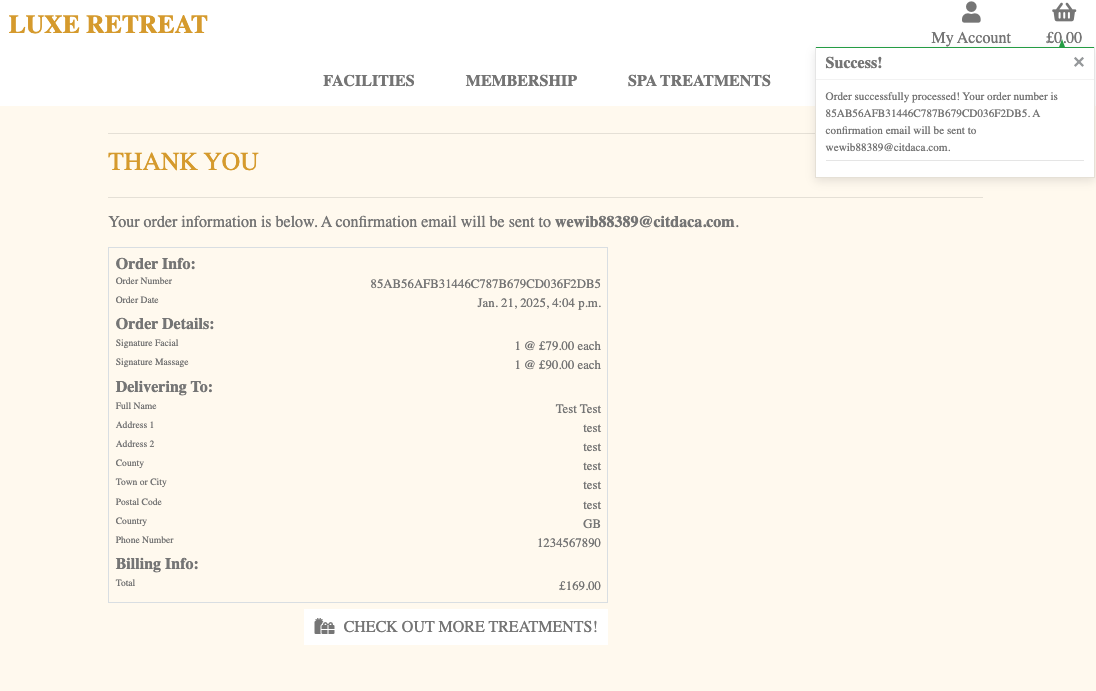 LUXE RETREAT
My Account
£0.00
FACILITIES
MEMBERSHIP
SPA TREATMENTS
Success!
×
Order successfully processed! Your order number is
85AB56AFB31446C787B679CD036F2DB5. A
confirmation email will be sent to
wewib88389@citdaca.com.
THANK YOU
Your order information is below. A confirmation email will be sent to wewib88389@citdaca.com.
Order Info:
Order Number 85AB56AFB31446C787B679CD036F2DB5
Order Date Jan. 21, 2025, 4:04 p.m.
Order Details:
Signature Facial 1 @ £79.00 each
Signature Massage 1 @ £90.00 each
Delivering To:
Full Name Test Test
Address 1 test
Address 2 test
County test
Town or City test
Postal Code test
Country GB
Phone Number 1234567890
Billing Info:
Total £169.00
CHECK OUT MORE TREATMENTS!